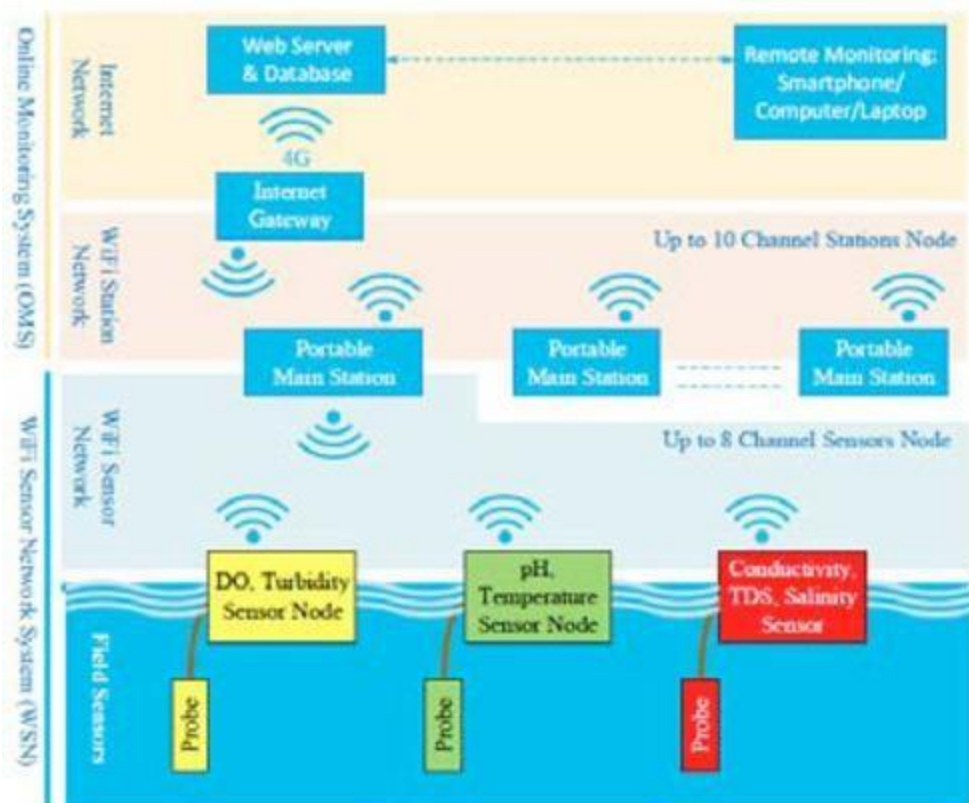 Online Monitoring System (OMS)
Internet
Network
Web Server
& Database
Remote Monitoring:
Smartphone/
Computer/Laptop
4G
Internet
Gateway
WiFi Station
Network
Up to 10 Channel Stations Node
Portable
Main Station
Portable
Main Station
Portable
Main Station
WiFi Sensor Network System (WSN)
WiFi Sensor
Network
Up to 8 Channel Sensors Node
DO, Turbidity
Sensor Node
pH,
Temperature
Sensor Node
Conductivity,
TDS, Salinity
Sensor
Field Sensors
Probe
Probe
Probe